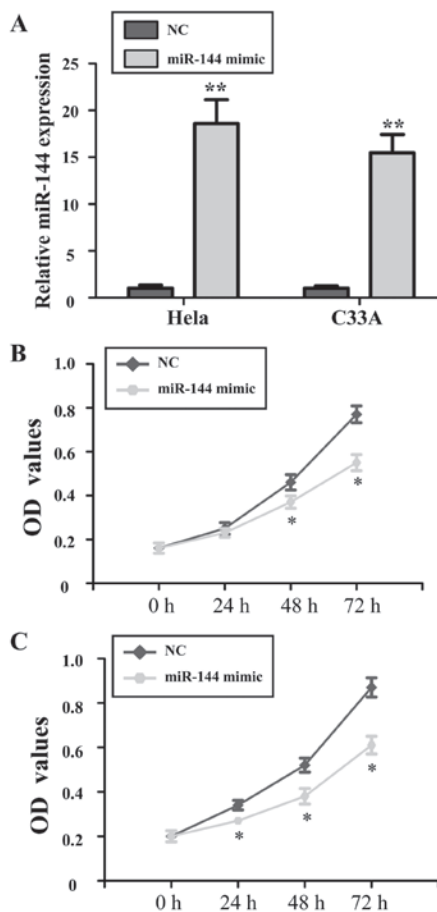 A
NC
miR-144 mimic
Relative miR-144 expression
25
20
15
10
5
0
**
**
Hela
C33A
B
NC
miR-144 mimic
OD values
1.0
0.8
0.6
0.4
0.2
0
*
*
0 h
24 h
48 h
72 h
C
NC
miR-144 mimic
OD values
1.0
0.8
0.6
0.4
0.2
0
*
*
*
0 h
24 h
48 h
72 h